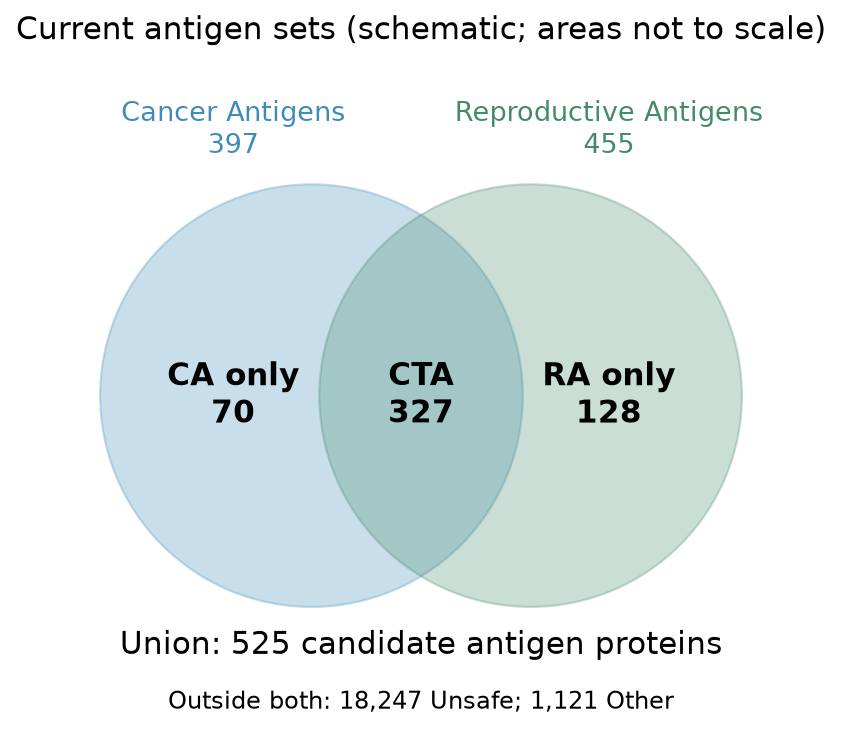 Current antigen sets (schematic; areas not to scale)
Cancer Antigens
397
Reproductive Antigens
455
CA only
70
CTA
327
RA only
128
Union: 525 candidate antigen proteins
Outside both: 18,247 Unsafe; 1,121 Other